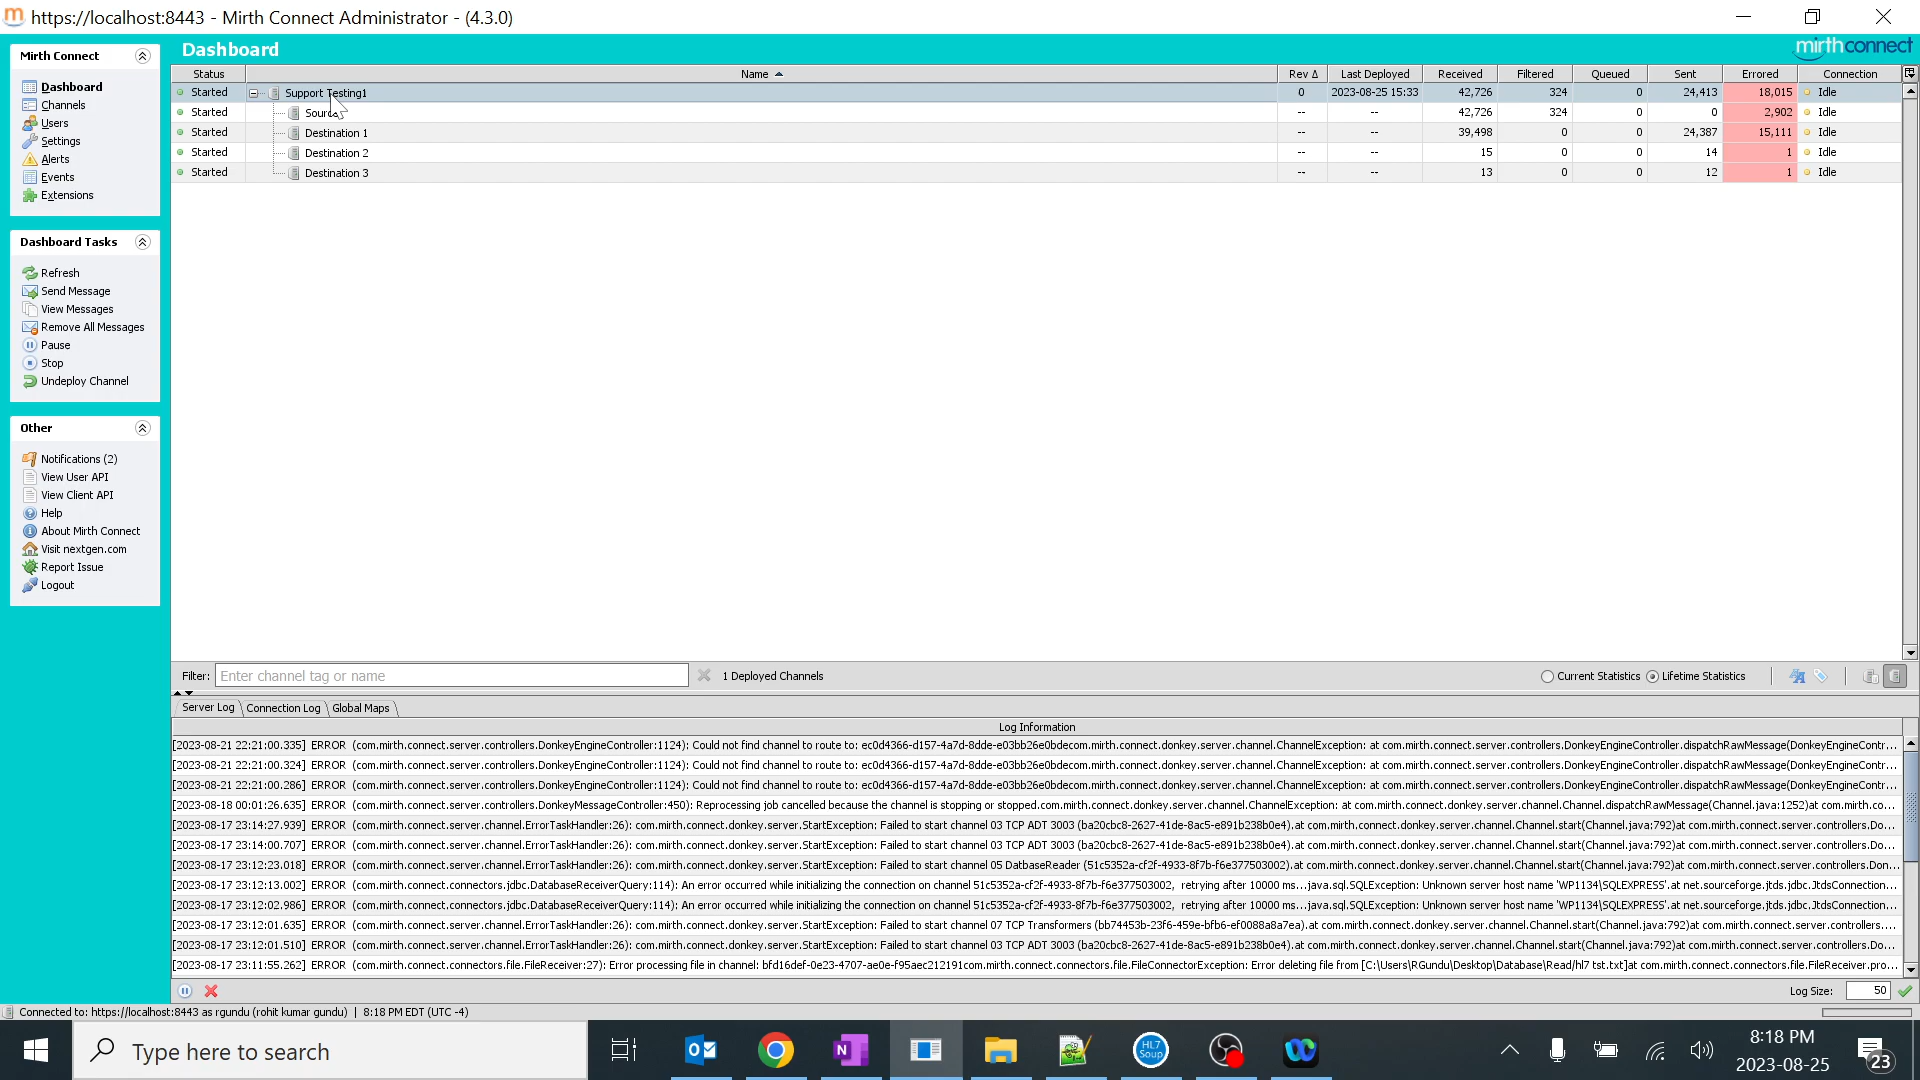 https://localhost:8443 - Mirth Connect Administrator - (4.3.0)
Mirth Connect
Dashboard
Channels
Users
Settings
Alerts
Events
Extensions
Dashboard Tasks
Refresh
Send Message
View Messages
Remove All Messages
Pause
Stop
Undeploy Channel
Other
Notifications (2)
View User API
View Client API
Help
About Mirth Connect
Visit nextgen.com
Report Issue
Logout
Dashboard
mirthconnect
Status Name Rev Δ Last Deployed Received Filtered Queued Sent Errored Connection
Started Support Testing1 0 2023-08-25 15:33 42,726 324 0 24,413 18,015 Idle
Started -- -- 42,726 324 0 0 2,902 Idle
Started Destination 1 -- -- 39,498 0 0 24,387 15,111 Idle
Started Destination 2 -- -- 15 0 0 14 1 Idle
Started Destination 3 -- -- 13 0 0 12 1 Idle
Filter: Enter channel tag or name 1 Deployed Channels Current Statistics Lifetime Statistics
Server Log Connection Log Global Maps
Log Information
[2023-08-21 22:21:00.335] ERROR (com.mirth.connect.server.controllers.DonkeyEngineController:1124): Could not find channel to route to: ec0d4366-d157-4a7d-8dde-e03bb26e0bdecom.mirth.connect.donkey.server.channel.ChannelException: at com.mirth.connect.server.controllers.DonkeyEngineController.dispatchRawMessage(DonkeyEngineContr...
[2023-08-21 22:21:00.324] ERROR (com.mirth.connect.server.controllers.DonkeyEngineController:1124): Could not find channel to route to: ec0d4366-d157-4a7d-8dde-e03bb26e0bdecom.mirth.connect.donkey.server.channel.ChannelException: at com.mirth.connect.server.controllers.DonkeyEngineController.dispatchRawMessage(DonkeyEngineContr...
[2023-08-21 22:21:00.286] ERROR (com.mirth.connect.server.controllers.DonkeyEngineController:1124): Could not find channel to route to: ec0d4366-d157-4a7d-8dde-e03bb26e0bdecom.mirth.connect.donkey.server.channel.ChannelException: at com.mirth.connect.server.controllers.DonkeyEngineController.dispatchRawMessage(DonkeyEngineContr...
[2023-08-18 00:01:26.635] ERROR (com.mirth.connect.server.controllers.DonkeyMessageController:450): Reprocessing job cancelled because the channel is stopping or stopped.com.mirth.connect.donkey.server.channel.ChannelException: at com.mirth.connect.donkey.server.channel.Channel.dispatchRawMessage(Channel.java:1252)at com.mirth.co...
[2023-08-17 23:14:27.939] ERROR (com.mirth.connect.server.channel.ErrorTaskHandler:26): com.mirth.connect.donkey.server.StartException: Failed to start channel 03 TCP ADT 3003 (ba20cbc8-2627-41de-8ac5-e891b238b0e4).at com.mirth.connect.donkey.server.channel.Channel.start(Channel.java:792)at com.mirth.connect.server.controllers.Do...
[2023-08-17 23:14:00.707] ERROR (com.mirth.connect.server.channel.ErrorTaskHandler:26): com.mirth.connect.donkey.server.StartException: Failed to start channel 03 TCP ADT 3003 (ba20cbc8-2627-41de-8ac5-e891b238b0e4).at com.mirth.connect.donkey.server.channel.Channel.start(Channel.java:792)at com.mirth.connect.server.controllers.Do...
[2023-08-17 23:12:23.018] ERROR (com.mirth.connect.server.channel.ErrorTaskHandler:26): com.mirth.connect.donkey.server.StartException: Failed to start channel 05 DatbaseReader (51c5352a-cf2f-4933-8f7b-f6e377503002).at com.mirth.connect.donkey.server.channel.Channel.start(Channel.java:792)at com.mirth.connect.server.controllers.Don...
[2023-08-17 23:12:13.002] ERROR (com.mirth.connect.connectors.jdbc.DatabaseReceiverQuery:114): An error occurred while initializing the connection on channel 51c5352a-cf2f-4933-8f7b-f6e377503002, retrying after 10000 ms...java.sql.SQLException: Unknown server host name 'WP1134\SQLEXPRESS'.at net.sourceforge.jtds.jdbc.JtdsConnection...
[2023-08-17 23:12:02.986] ERROR (com.mirth.connect.connectors.jdbc.DatabaseReceiverQuery:114): An error occurred while initializing the connection on channel 51c5352a-cf2f-4933-8f7b-f6e377503002, retrying after 10000 ms...java.sql.SQLException: Unknown server host name 'WP1134\SQLEXPRESS'.at net.sourceforge.jtds.jdbc.JtdsConnection...
[2023-08-17 23:12:01.635] ERROR (com.mirth.connect.server.channel.ErrorTaskHandler:26): com.mirth.connect.donkey.server.StartException: Failed to start channel 07 TCP Transformers (bb74453b-23f6-459e-bfb6-ef0088a8a7ea).at com.mirth.connect.donkey.server.channel.Channel.start(Channel.java:792)at com.mirth.connect.server.controllers....
[2023-08-17 23:12:01.510] ERROR (com.mirth.connect.server.channel.ErrorTaskHandler:26): com.mirth.connect.donkey.server.StartException: Failed to start channel 03 TCP ADT 3003 (ba20cbc8-2627-41de-8ac5-e891b238b0e4).at com.mirth.connect.donkey.server.channel.Channel.start(Channel.java:792)at com.mirth.connect.server.controllers.Do...
[2023-08-17 23:11:55.262] ERROR (com.mirth.connect.connectors.file.FileReceiver:27): Error processing file in channel: bfd16def-0e23-4707-ae0e-f95aec212191com.mirth.connect.connectors.file.FileConnectorException: Error deleting file from [C:\Users\RGundu\Desktop\Database\Read/hl7 tst.txt]at com.mirth.connect.connectors.file.FileReceiver.pro...
Log Size: 50
Connected to: https://localhost:8443 as rgundu (rohit kumar gundu) | 8:18 PM EDT (UTC -4)
Type here to search
HL7
Soup
8:18 PM
2023-08-25
23